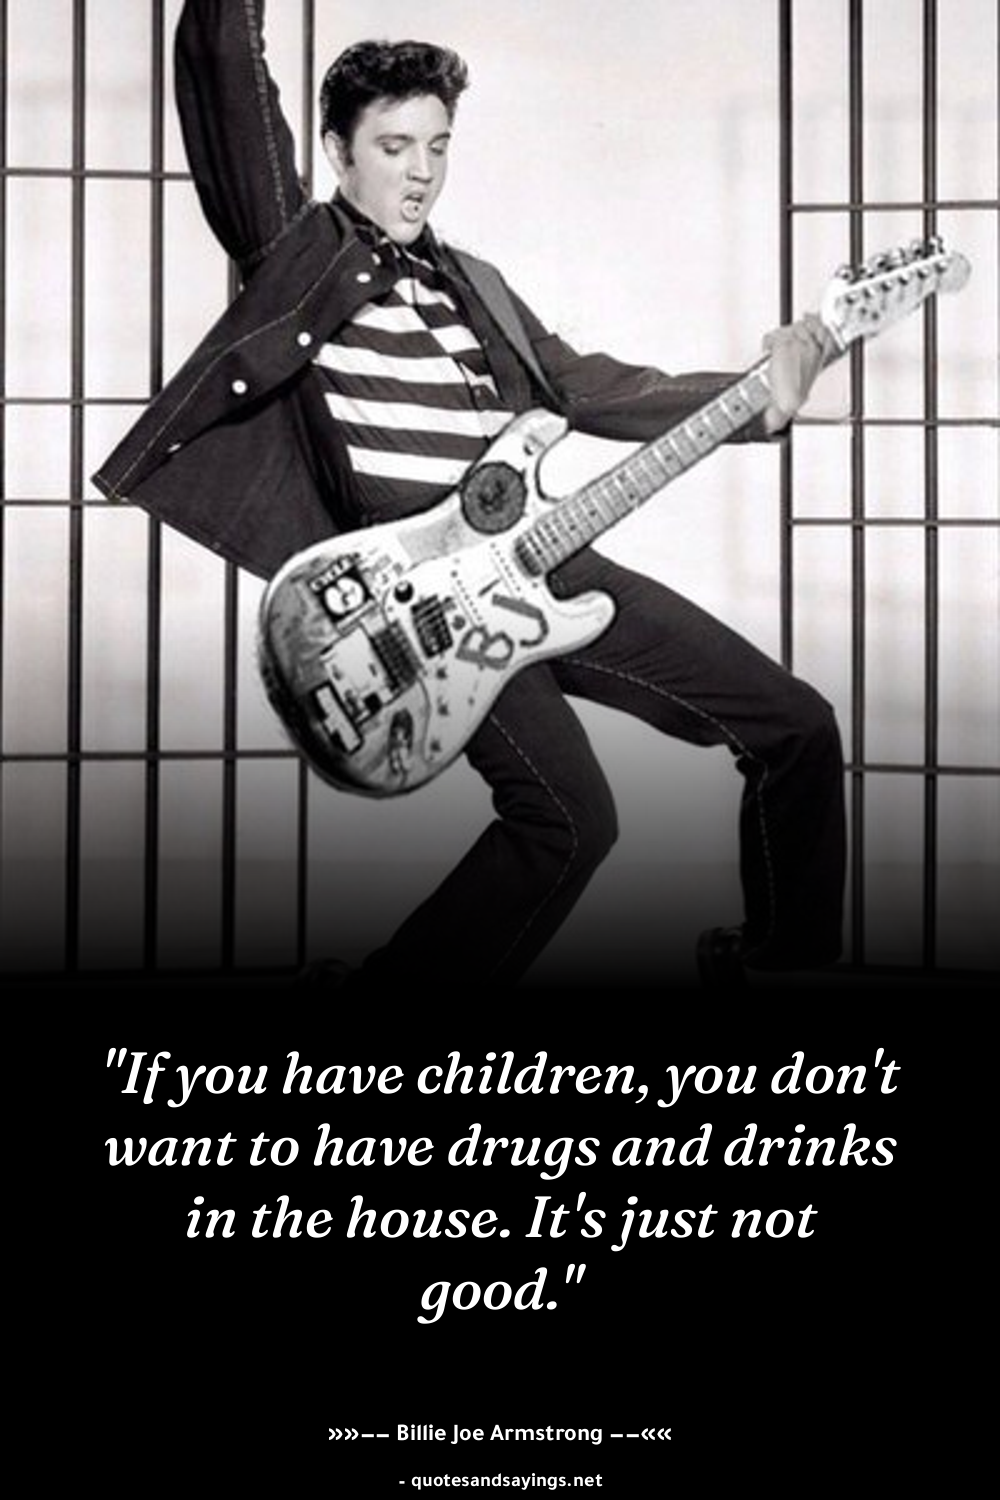 BJ
"If you have children, you don't
want to have drugs and drinks
in the house. It's just not
good."
»»–– Billie Joe Armstrong ––««
- quotesandsayings.net